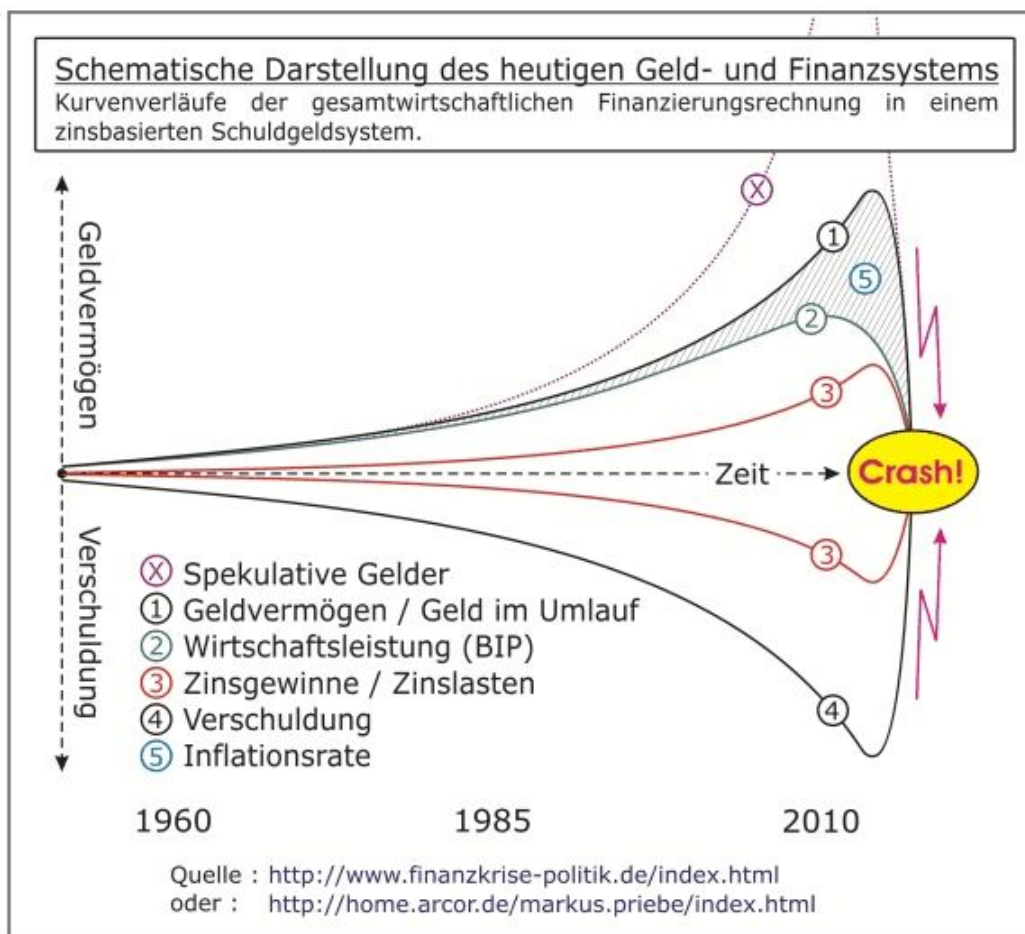 Schematische Darstellung des heutigen Geld- und Finanzsystems
Kurvenverläufe der gesamtwirtschaftlichen Finanzierungsrechnung in einem
zinsbasierten Schuldgeldsystem.
X
1
Geldvermögen
5
2
3
Zeit
Crash!
Verschuldung
3
X Spekulative Gelder
1 Geldvermögen / Geld im Umlauf
2 Wirtschaftsleistung (BIP)
3 Zinsgewinne / Zinslasten
4 Verschuldung
4
5 Inflationsrate
1960 1985 2010
Quelle : http://www.finanzkrise-politik.de/index.html
oder : http://home.arcor.de/markus.priebe/index.html